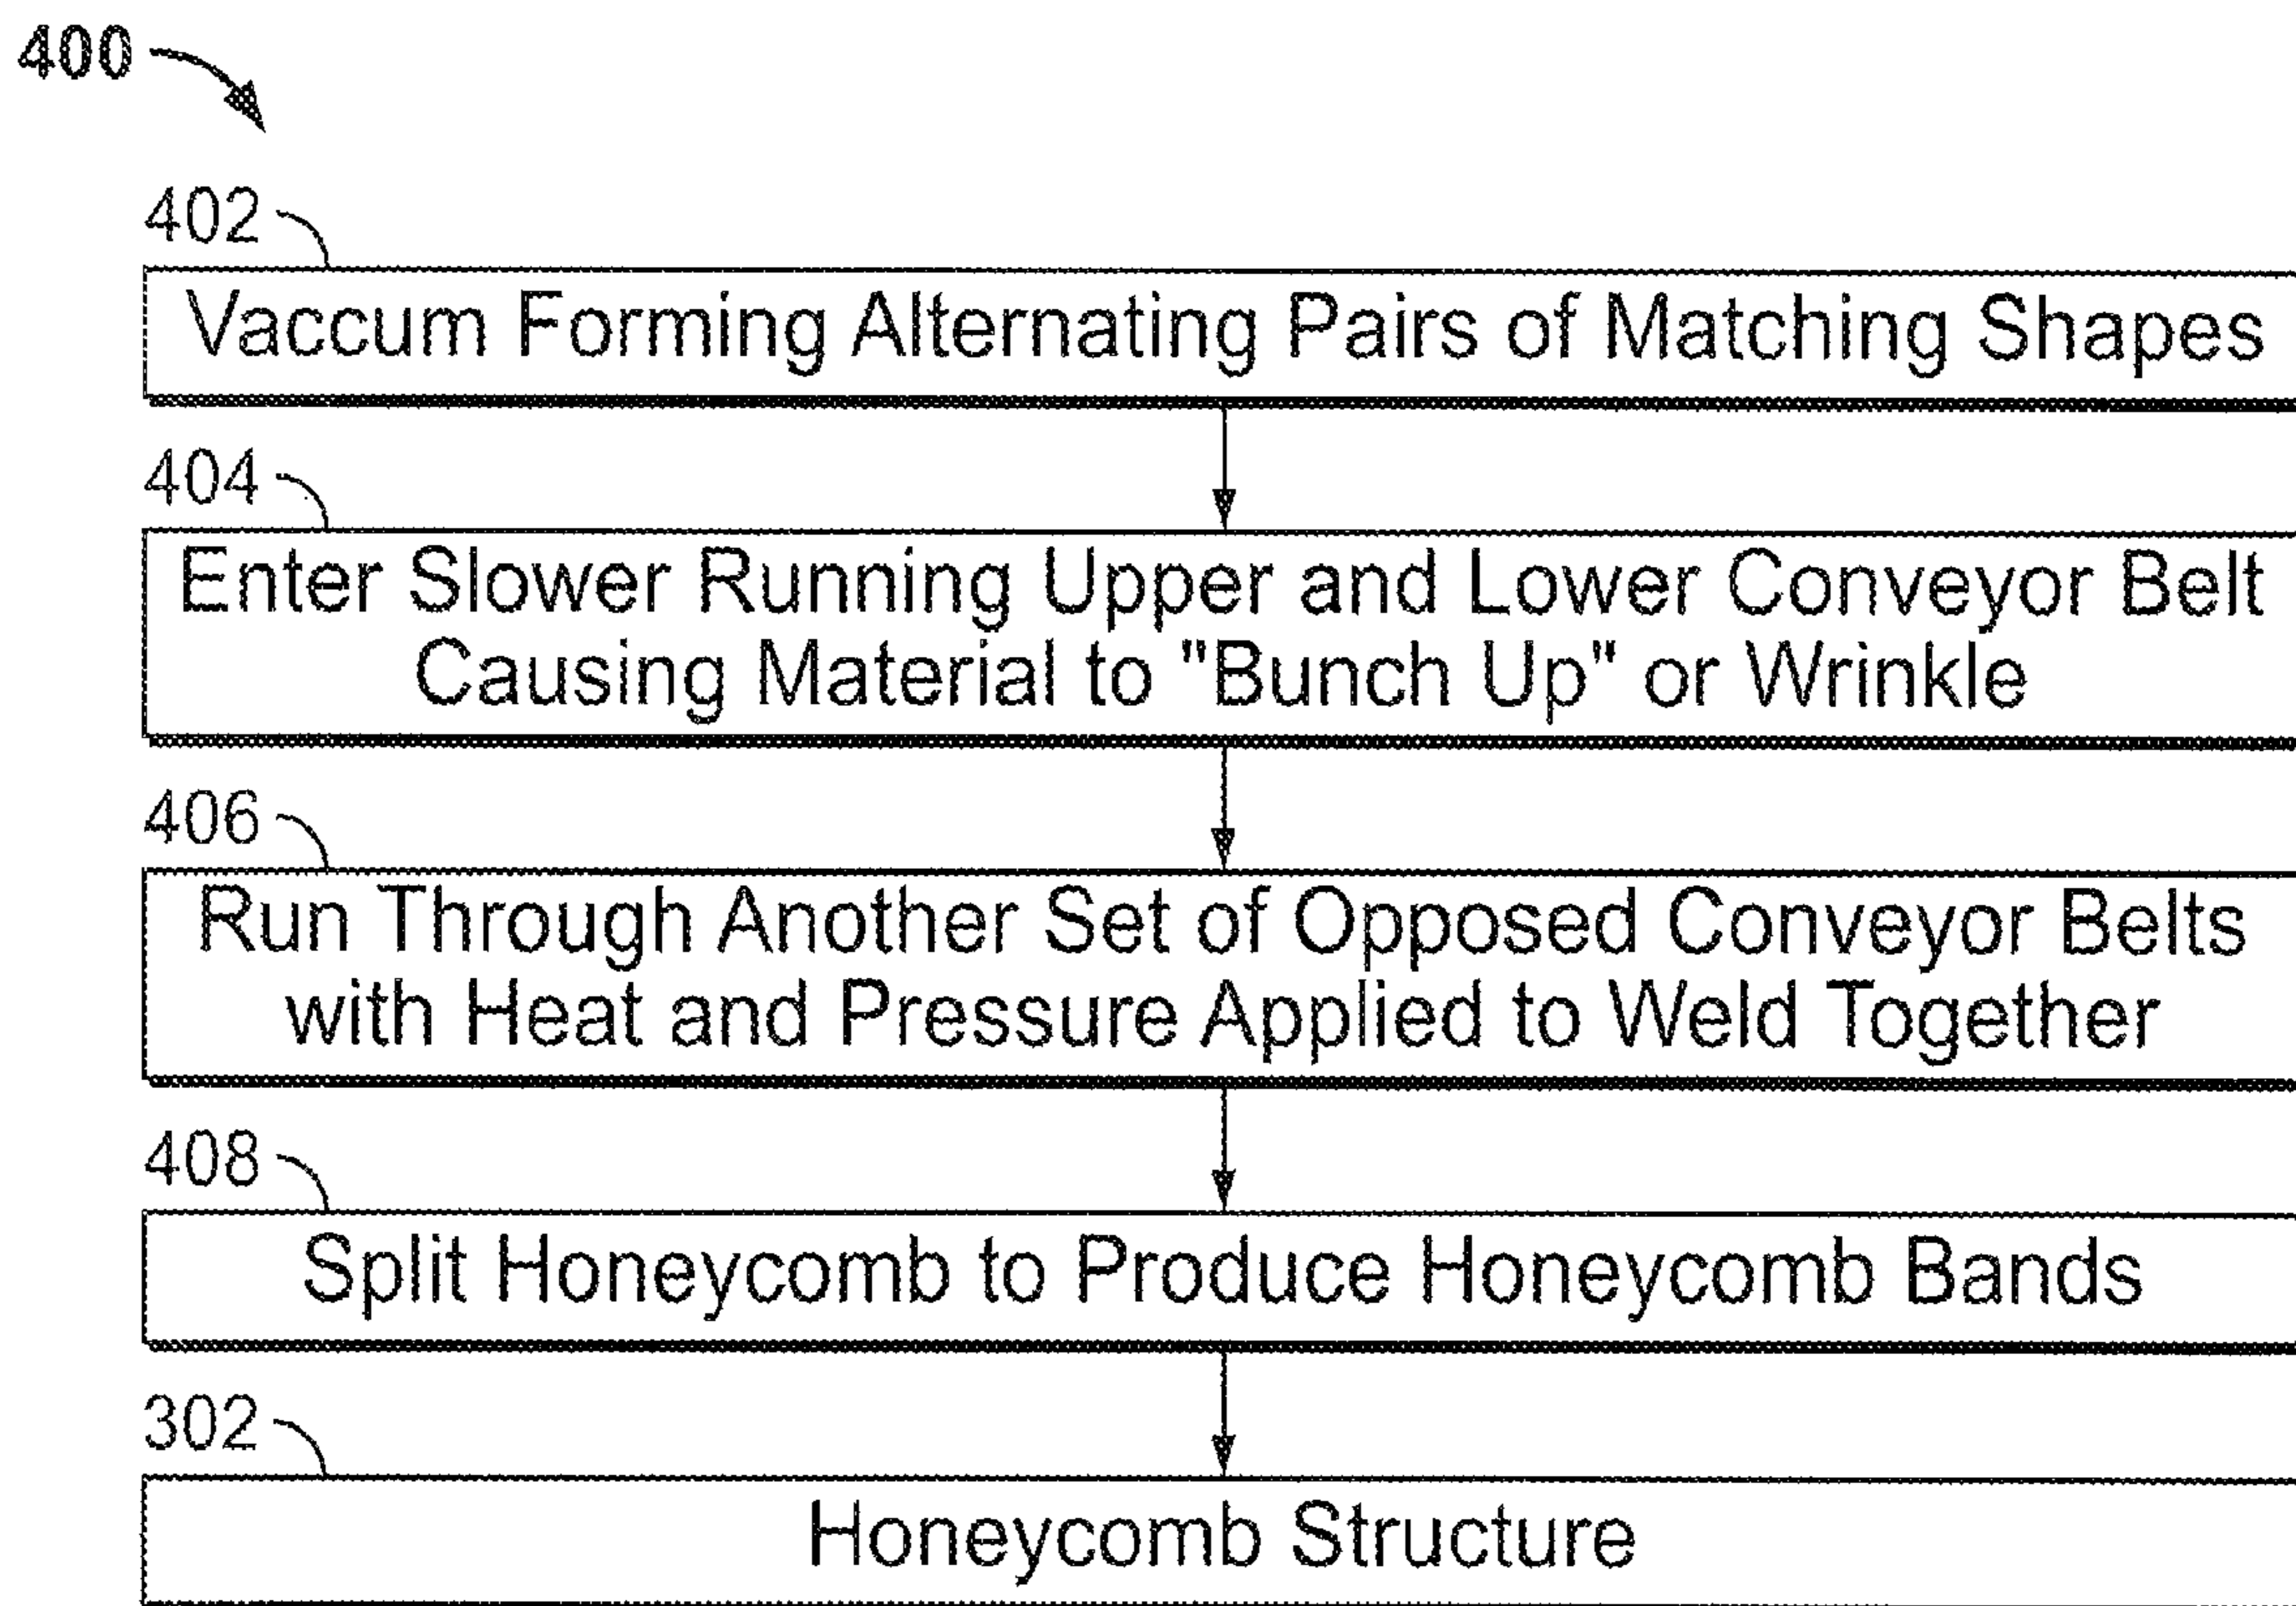 400
402
Vaccum Forming Alternating Pairs of Matching Shapes
404
Enter Slower Running Upper and Lower Conveyor Belt
Causing Material to "Bunch Up" or Wrinkle
406
Run Through Another Set of Opposed Conveyor Belts
with Heat and Pressure Applied to Weld Together
408
Split Honeycomb to Produce Honeycomb Bands
302
Honeycomb Structure